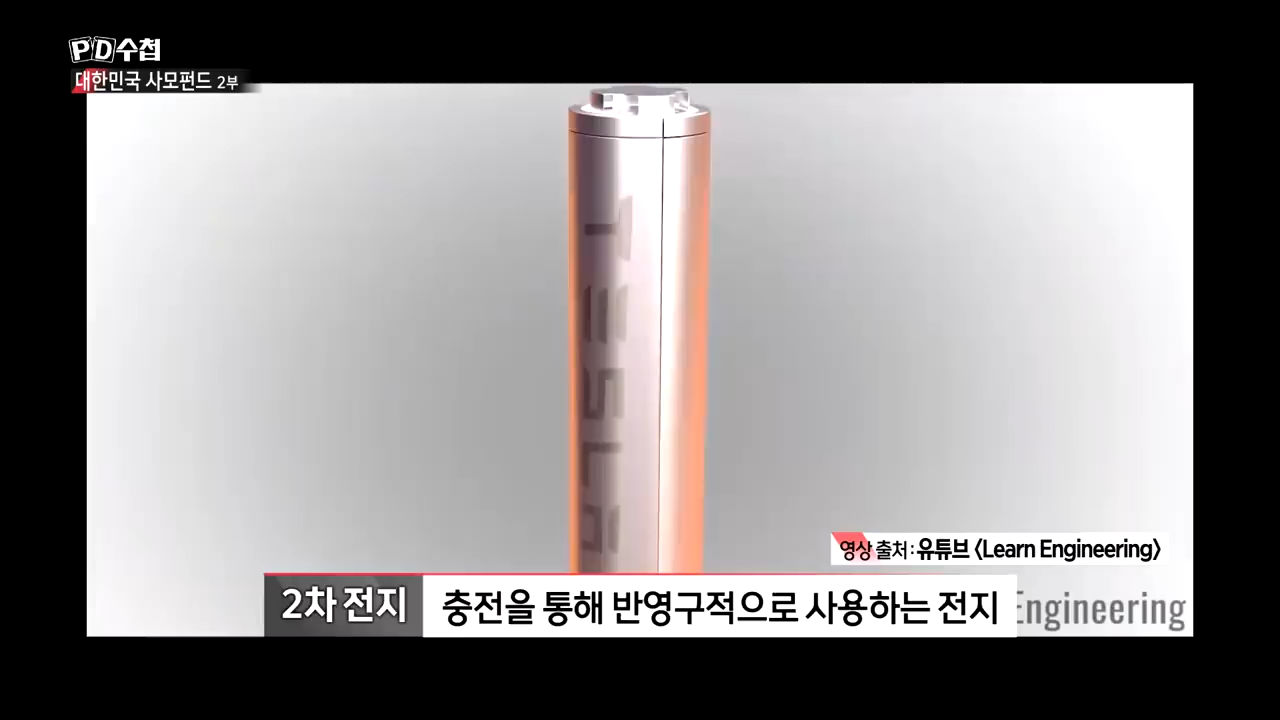 PD수첩
대한민국 사모펀드 2부
TESLA
영상 출처 : 유튜브 〈Learn Engineering〉
2차 전지
충전을 통해 반영구적으로 사용하는 전지
Engineering